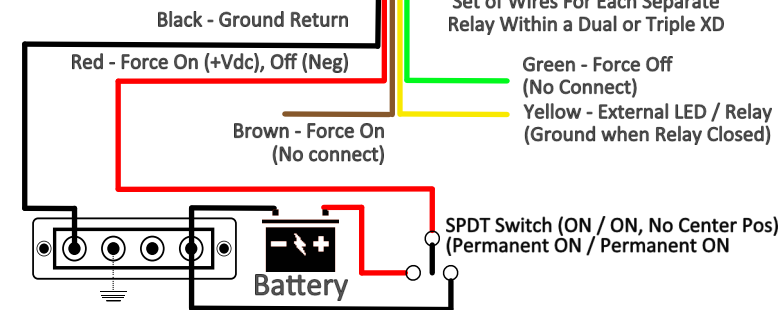 Set of Wires For Each Separate
Black - Ground Return
Relay Within a Dual or Triple XD
Red - Force On (+Vdc), Off (Neg)
Green - Force Off
(No Connect)
Yellow - External LED / Relay
(Ground when Relay Closed)
Brown - Force On
(No connect)
SPDT Switch (ON / ON, No Center Pos)
(Permanent ON / Permanent ON
Battery